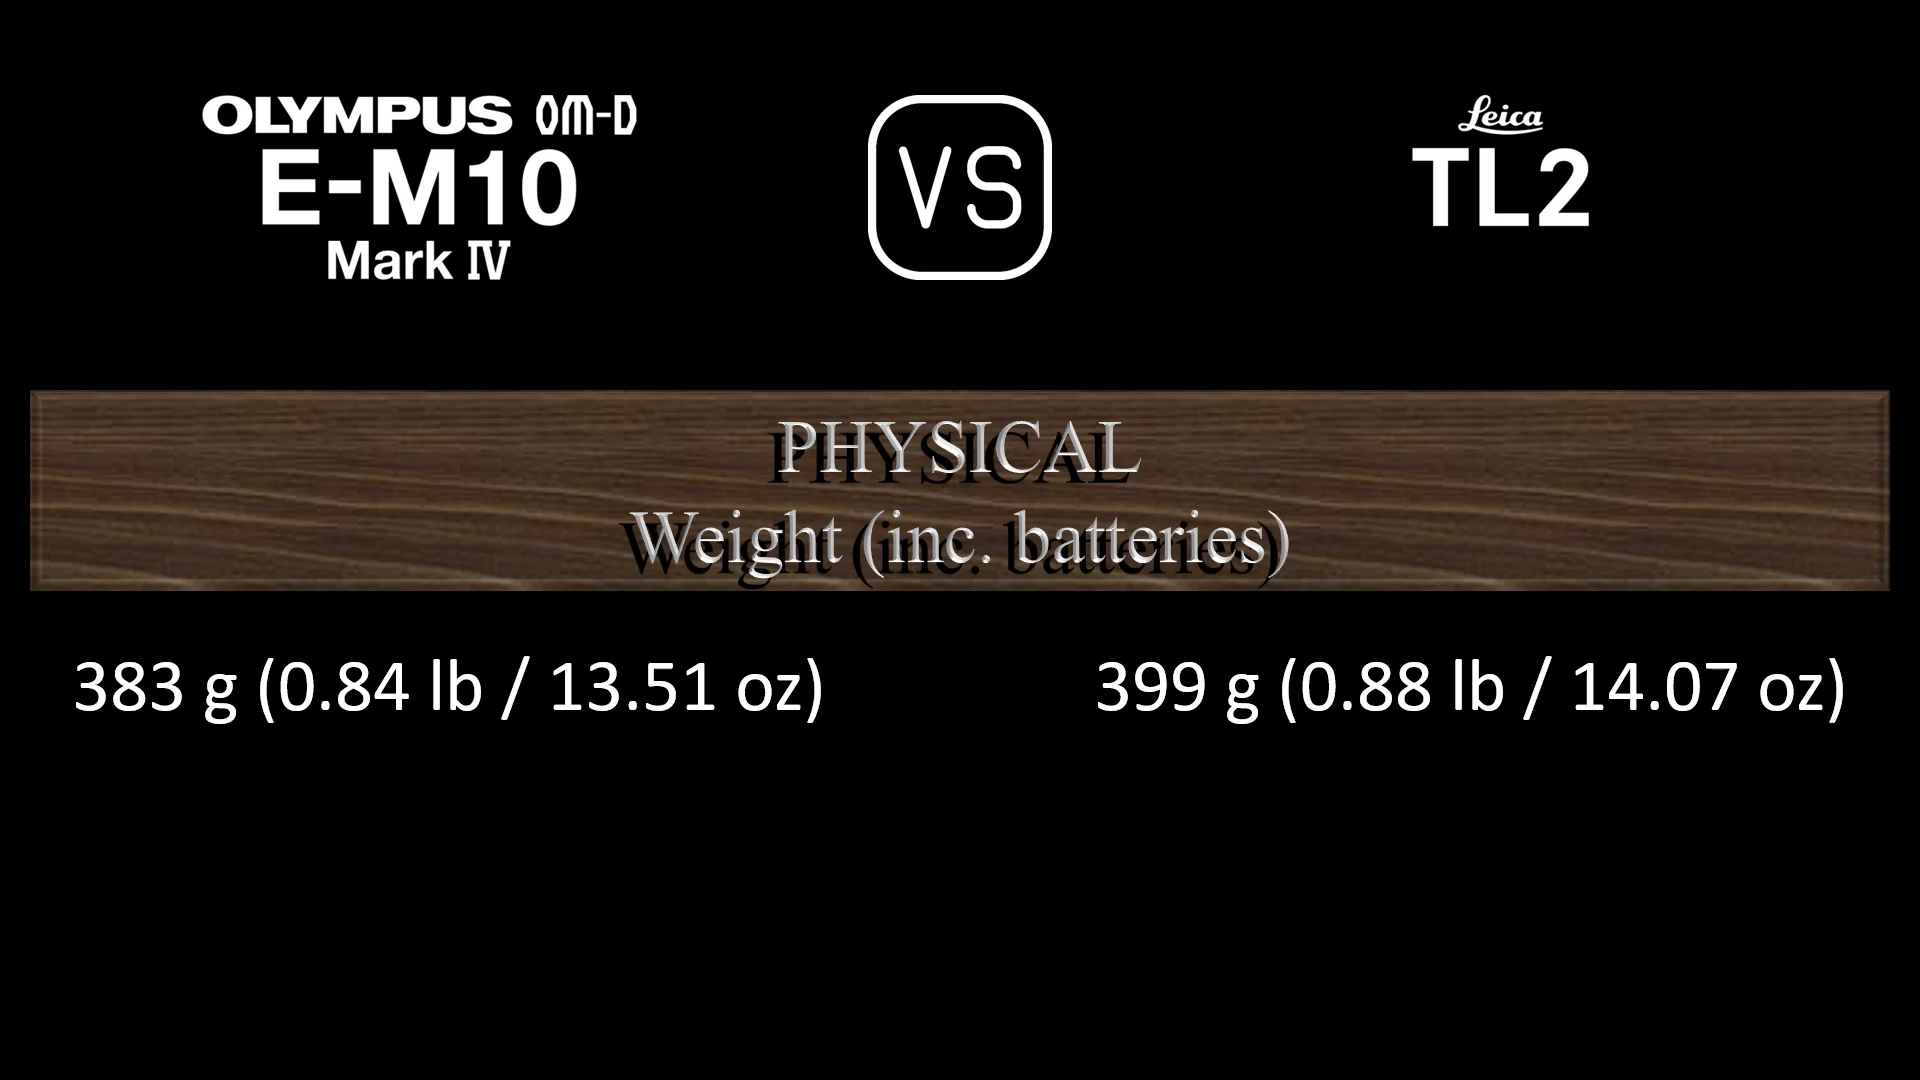 OLYMPUS OM-D
E-M10
Mark IV
VS
Leica
TL2
PHYSICAL
Weight (inc. batteries)
383 g (0.84 lb / 13.51 oz)
399 g (0.88 lb / 14.07 oz)